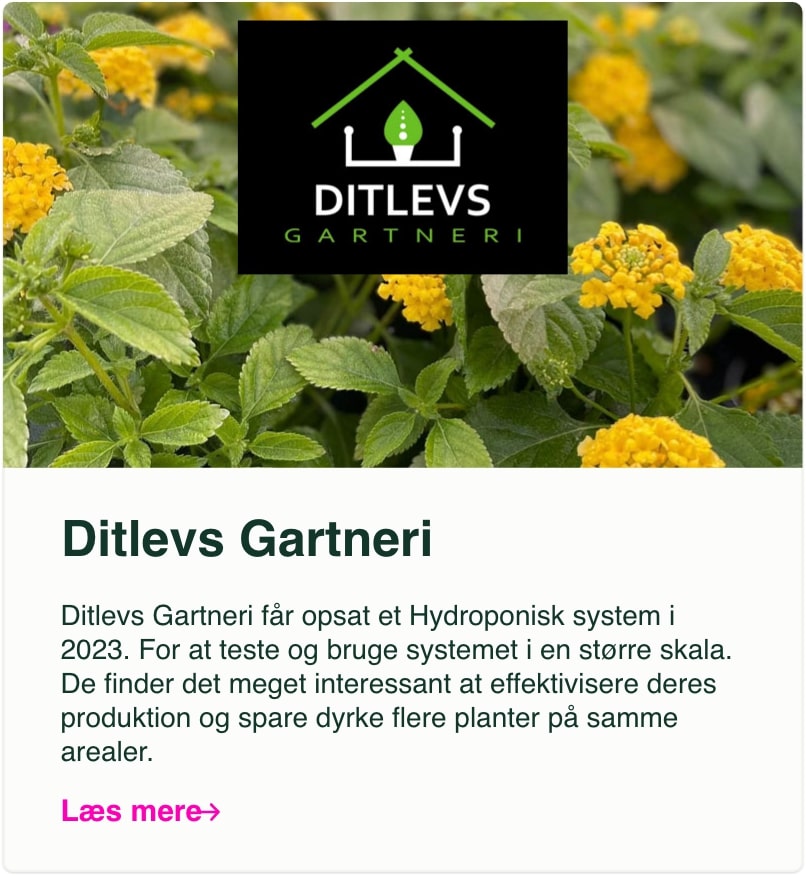 DITLEVS
GARTNERI
Ditlevs Gartneri
Ditlevs Gartneri får opsat et Hydroponisk system i
2023. For at teste og bruge systemet i en større skala.
De finder det meget interessant at effektivisere deres
produktion og spare dyrke flere planter på samme
arealer.
Læs mere→